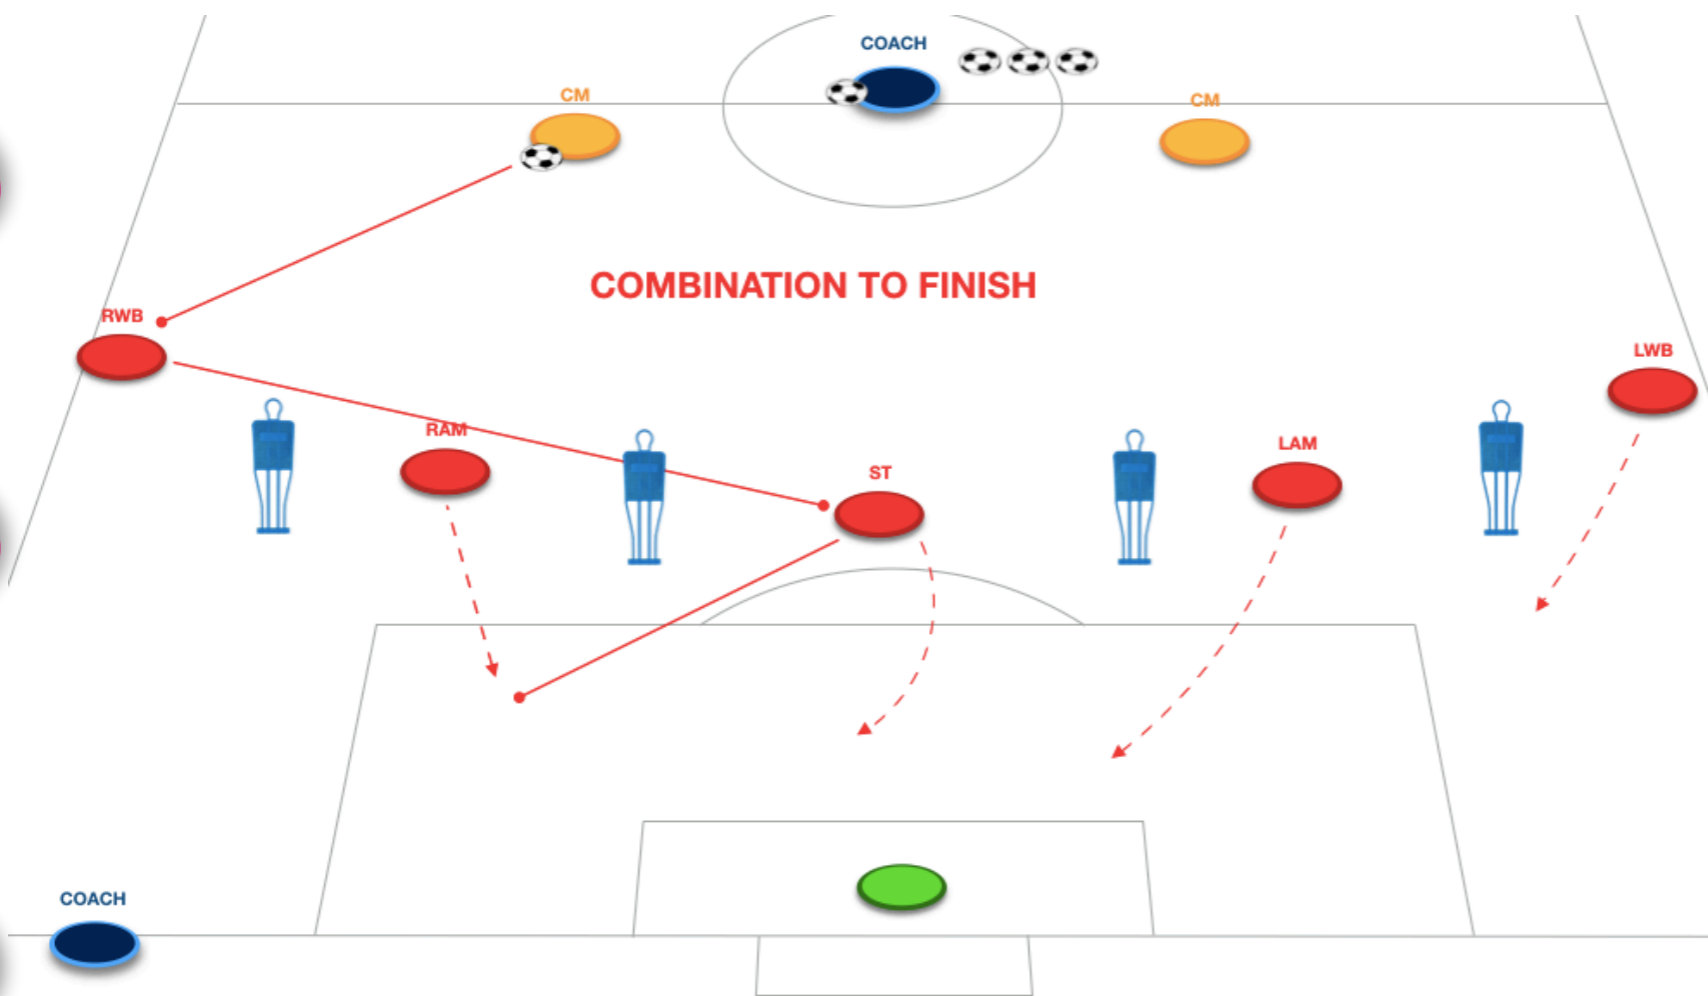 COACH
CM
CM
COMBINATION TO FINISH
RWB
LWB
RAM
LAM
ST
COACH